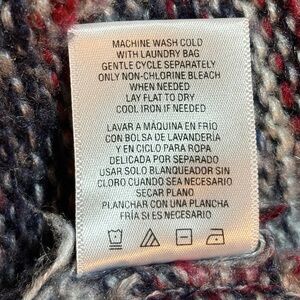 MACHINE WASH COLD
WITH LAUNDRY BAG
GENTLE CYCLE SEPARATELY
ONLY NON-CHLORINE BLEACH
WHEN NEEDED
LAY FLAT TO DRY
COOL IRON IF NEEDED
LAVAR A MAQUINA EN FRIO
CON BOLSA DE LAVANDERÍA
Y EN CICLO PARA ROPA
DELICADA POR SEPARADO
USAR SOLO BLANQUEADOR SIN
CLORO CUANDO SEA NECESARIO
SECAR PLANO
PLANCHAR CON UNA PLANCHA
FRÍA SI ES NECESARIO